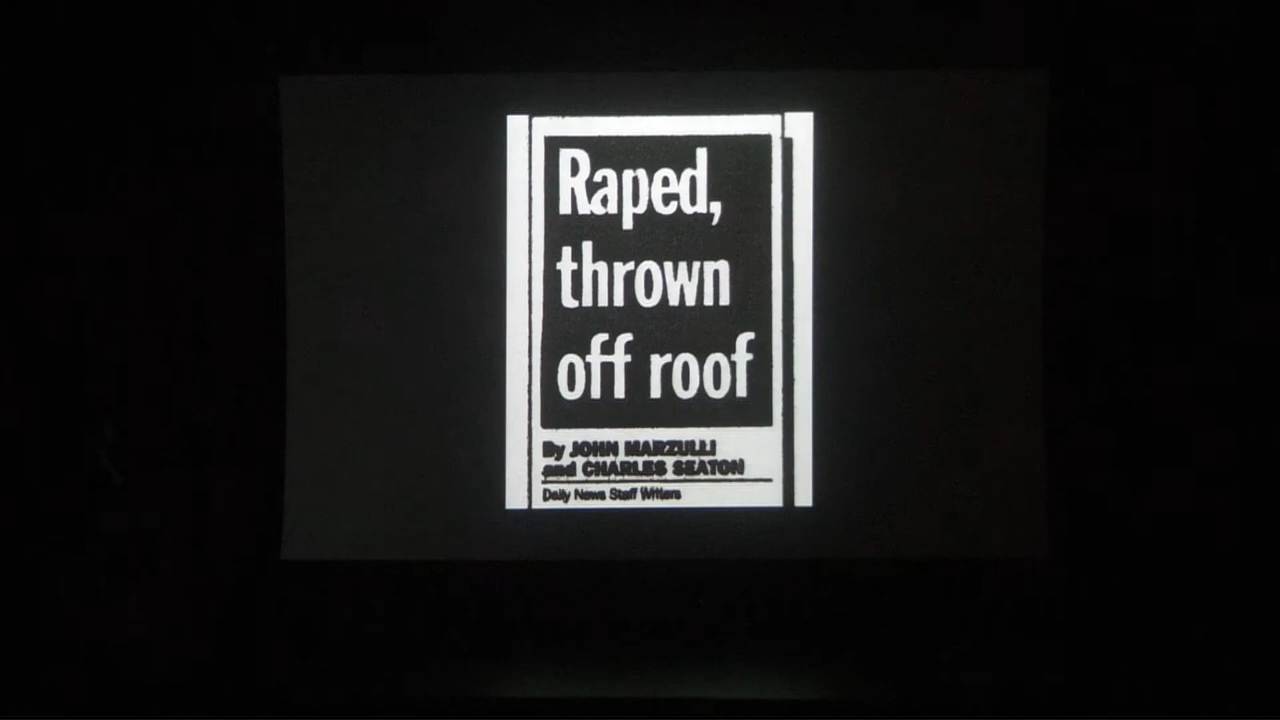 Raped,
thrown
off roof
By JOHN MARZULLI
and CHARLES SEATON
Daily News Staff Writers